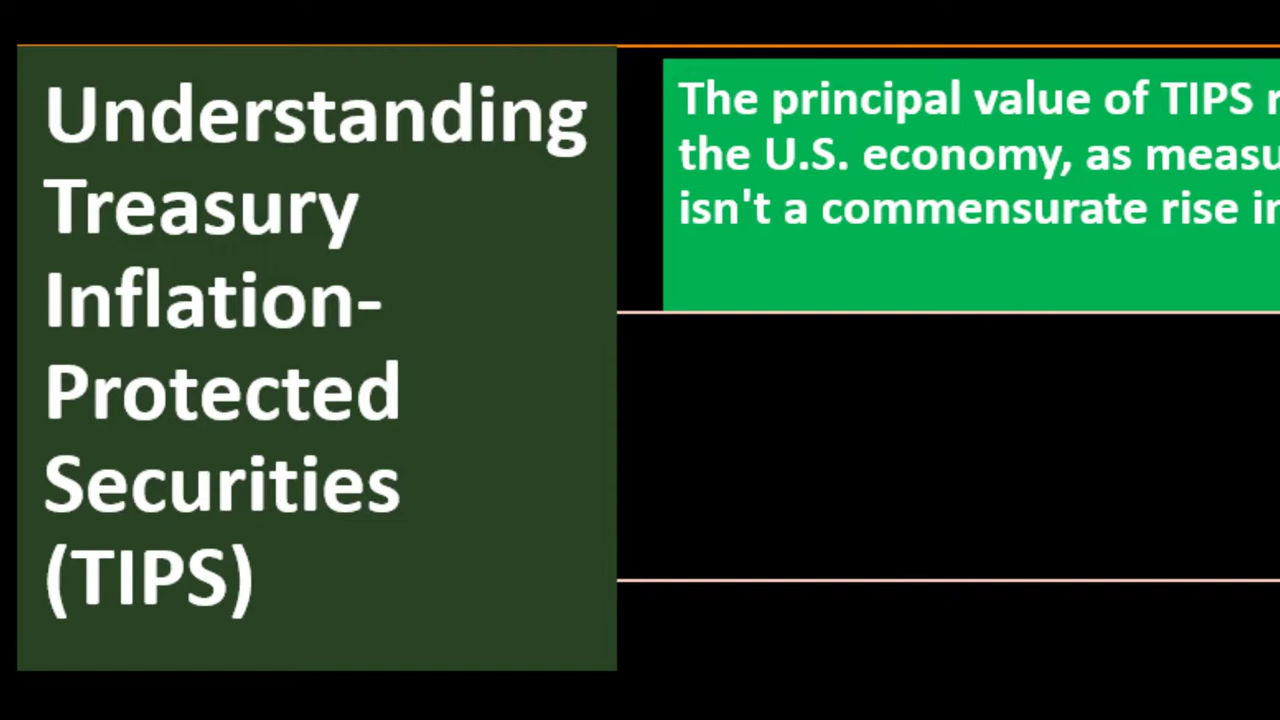 Understanding
Treasury
Inflation-
Protected
Securities
(TIPS)
The principal value of TIPS
the U.S. economy, as
isn't a commensurate rise